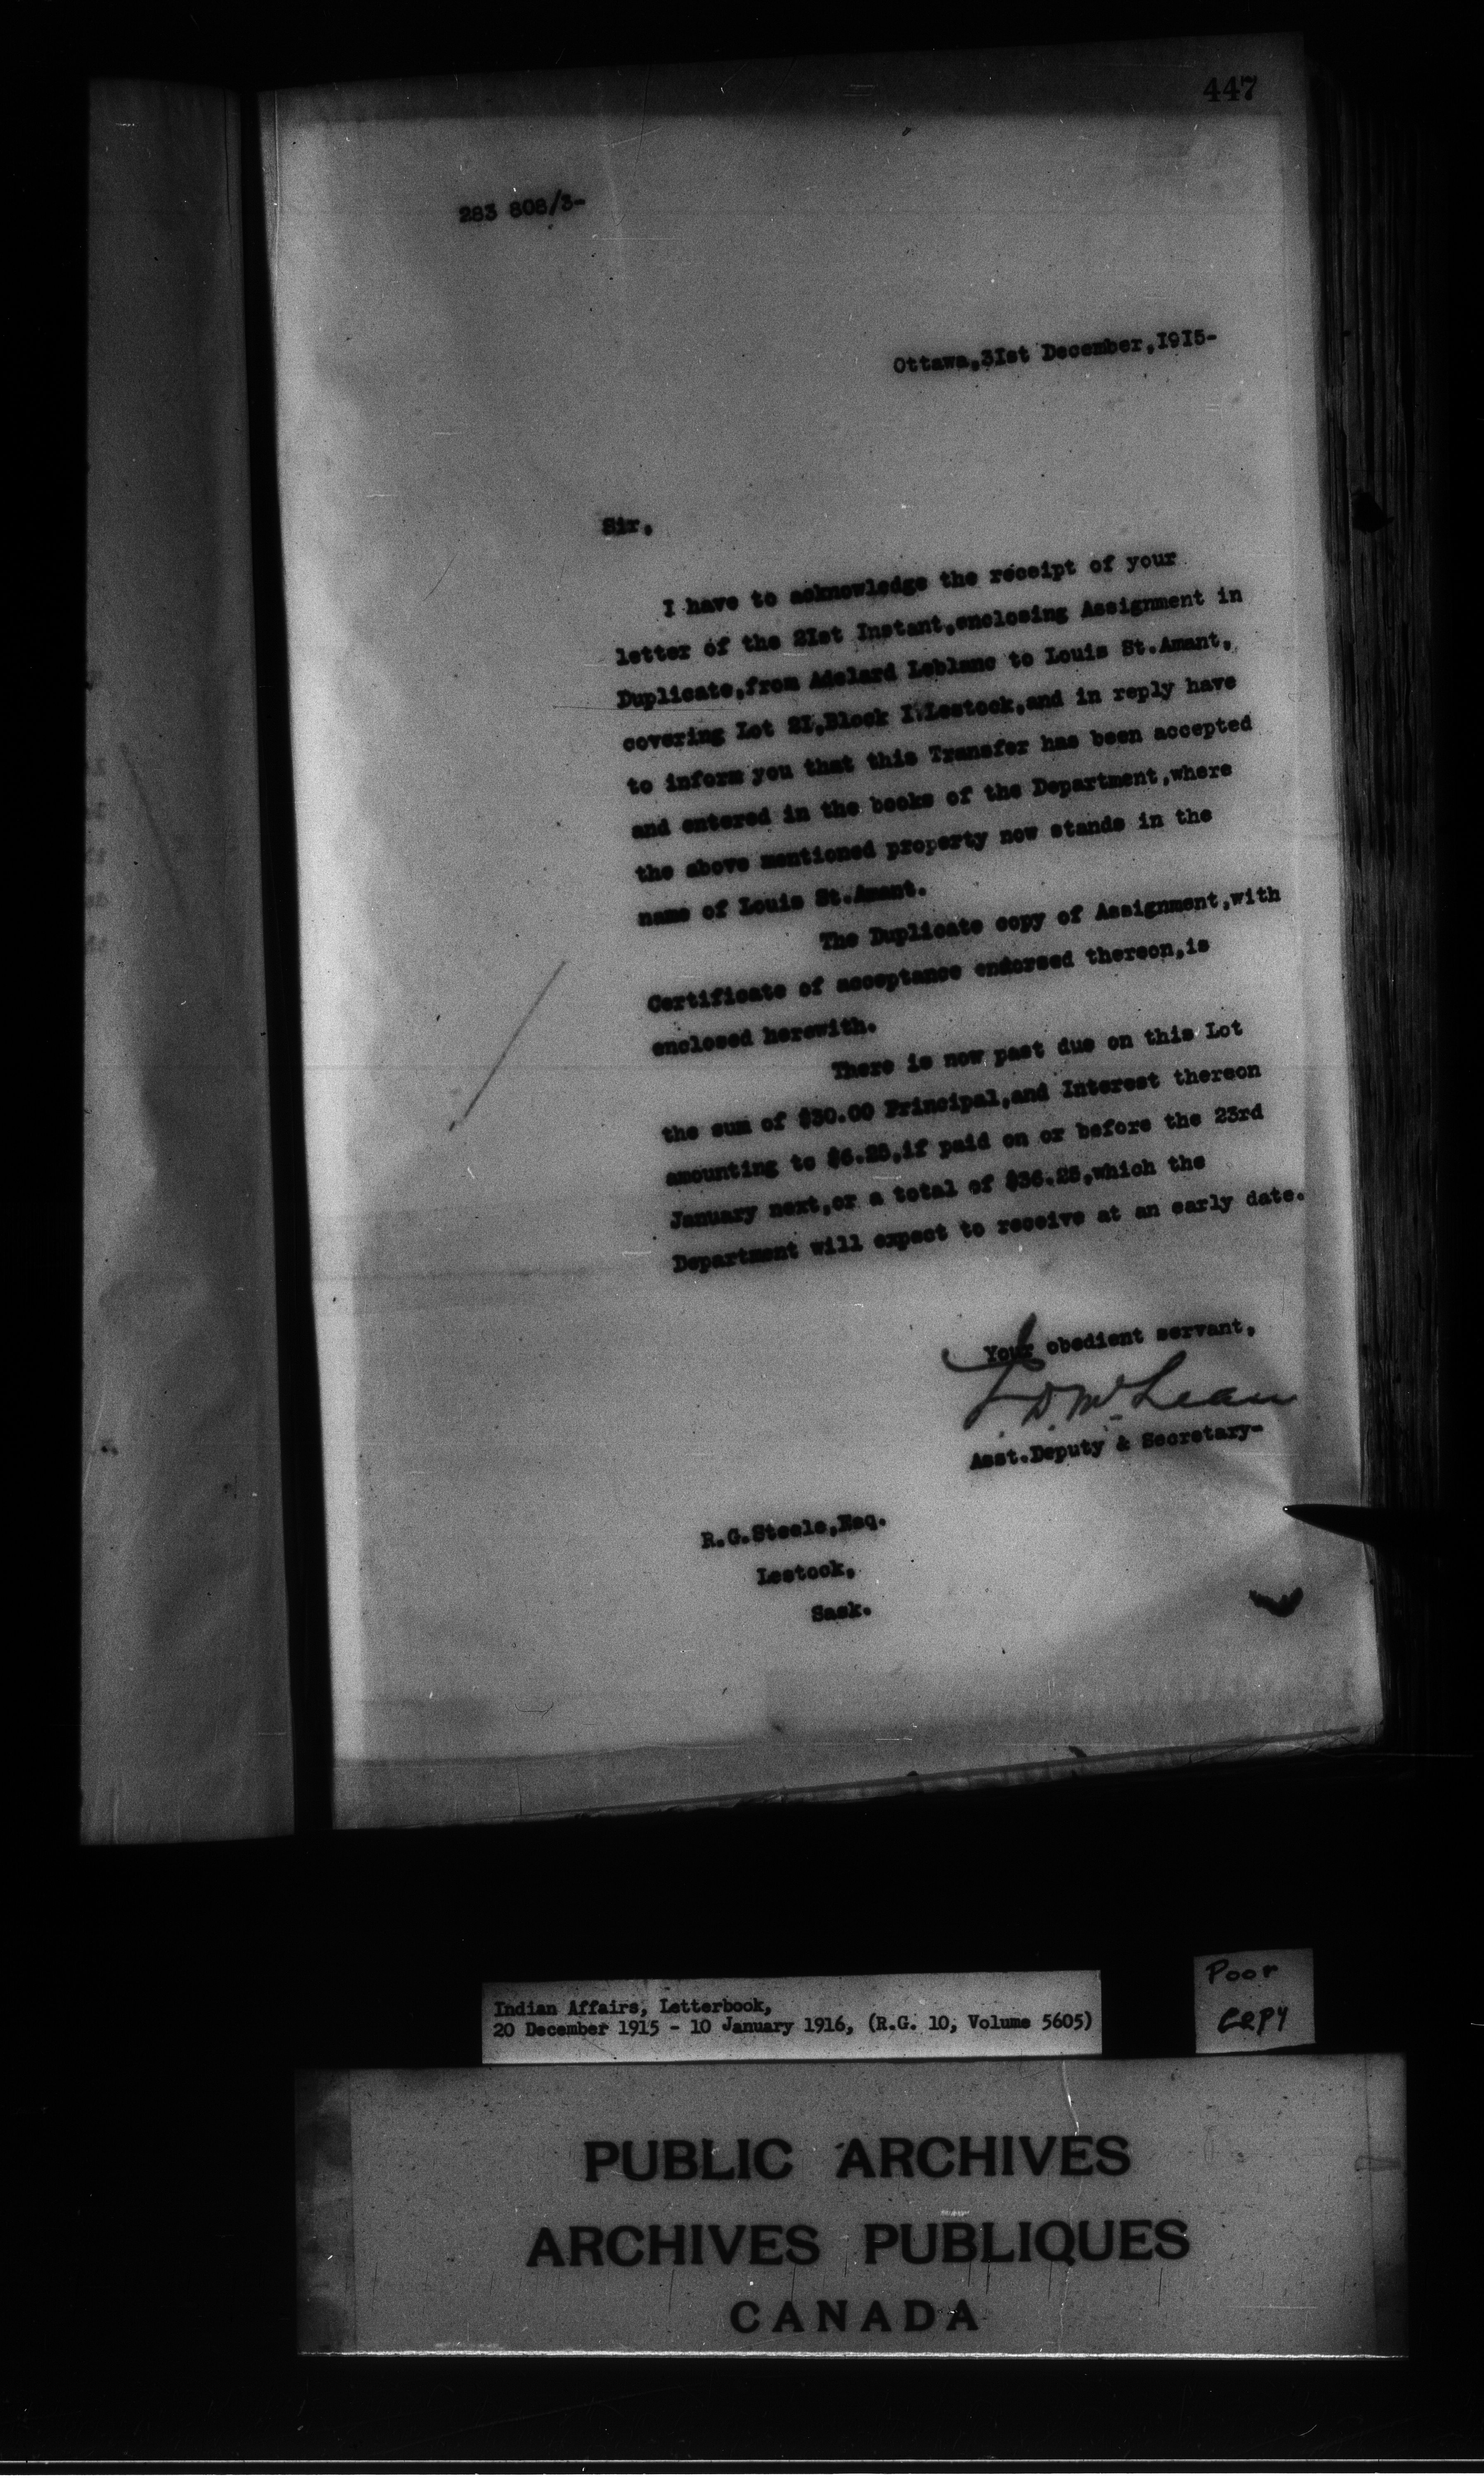 447
283 808/3-
Ottawa,3Ist December,I9I5-
Sir.
I have to acknowledge the receipt of your
letter of the 2Ist Instant,enclosing Assignment in
Duplicate,from Adelard Leblanc to Louis St.Amant,
covering Lot 2I,Block I.Lestock,and in reply have
to inform you that this Transfer has been accepted
and entered in the books of the Department,where
the above mentioned property now stands in the
name of Louis St.Amant.
The Duplicate copy of Assignment,with
Certificate of acceptance endorsed thereon,is
enclosed herewith.
There is now past due on this Lot
the sum of $30.00 Principal,and Interest thereon
amounting to $6.25,if paid on or before the 23rd
January next,or a total of $36.25,which the
Department will expect to receive at an early date.
Your obedient servant,
J. D. McLean
Asst.Deputy & Secretary-
R.G.Steele,Esq.
Lestock,
Sask.
Indian Affairs, Letterbook,
20 December 1915 - 10 January 1916, (R.G. 10, Volume 5605)
Poor
COPY
PUBLIC ARCHIVES
ARCHIVES PUBLIQUES
CANADA